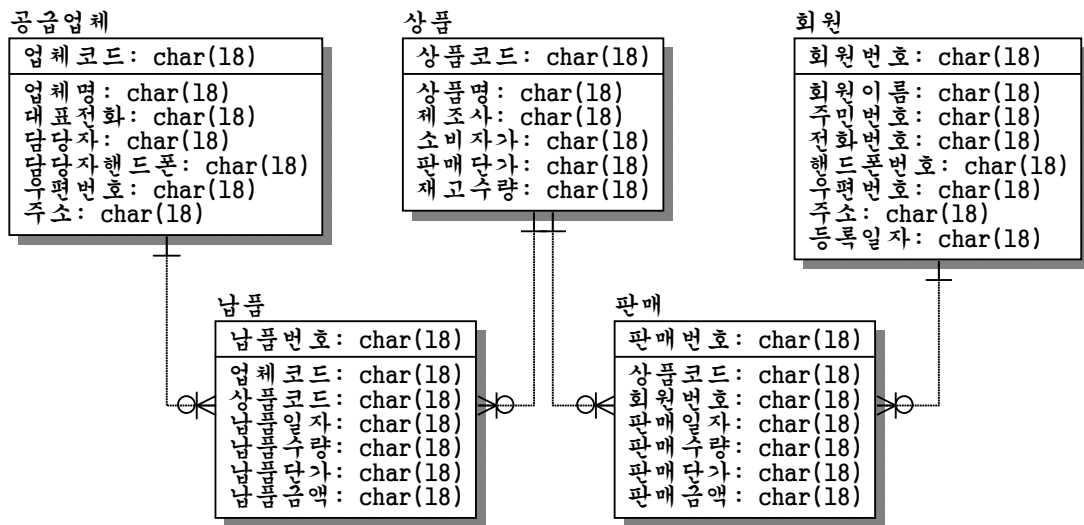 공급업체
업체코드: char(18)
업체명: char(18)
대표전화: char(18)
담당자: char(18)
담당자핸드폰: char(18)
우편번호: char(18)
주소: char(18)
상품
상품코드: char(18)
상품명: char(18)
제조사: char(18)
소비자가: char(18)
판매단가: char(18)
재고수량: char(18)
회원
회원번호: char(18)
회원이름: char(18)
주민번호: char(18)
전화번호: char(18)
핸드폰번호: char(18)
우편번호: char(18)
주소: char(18)
등록일자: char(18)
납품
납품번호: char(18)
업체코드: char(18)
상품코드: char(18)
납품일자: char(18)
납품수량: char(18)
납품단가: char(18)
납품금액: char(18)
판매
판매번호: char(18)
상품코드: char(18)
회원번호: char(18)
판매일자: char(18)
판매수량: char(18)
판매단가: char(18)
판매금액: char(18)